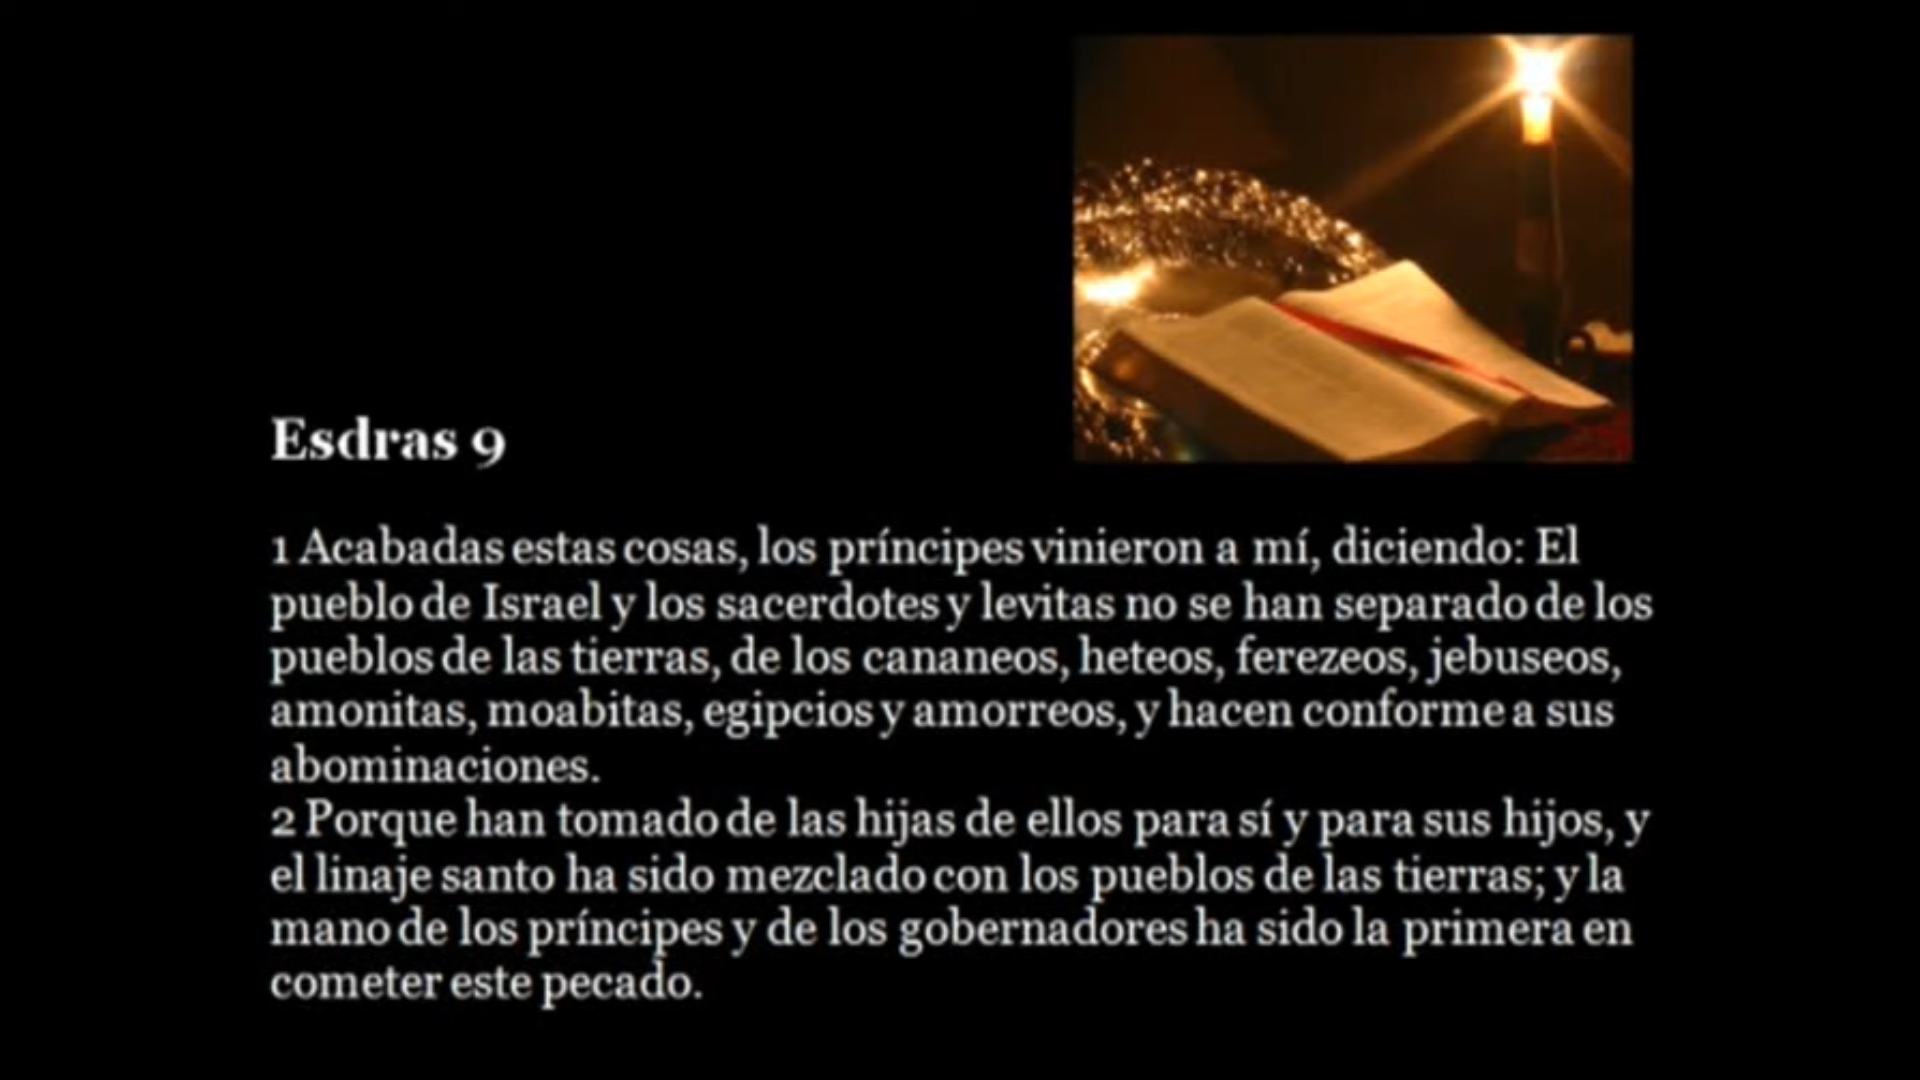 Esdras 9
1 Acabadas estas cosas, los príncipes vinieron a mí, diciendo: El
pueblo de Israel y los sacerdotes y levitas no se han separado de los
pueblos de las tierras, de los cananeos, heteos, ferezeos, jebuseos,
amonitas, moabitas, egipcios y amorreos, y hacen conforme a sus
abominaciones.
2 Porque han tomado de las hijas de ellos para sí y para sus hijos, y
el linaje santo ha sido mezclado con los pueblos de las tierras; y la
mano de los príncipes y de los gobernadores ha sido la primera en
cometer este pecado.